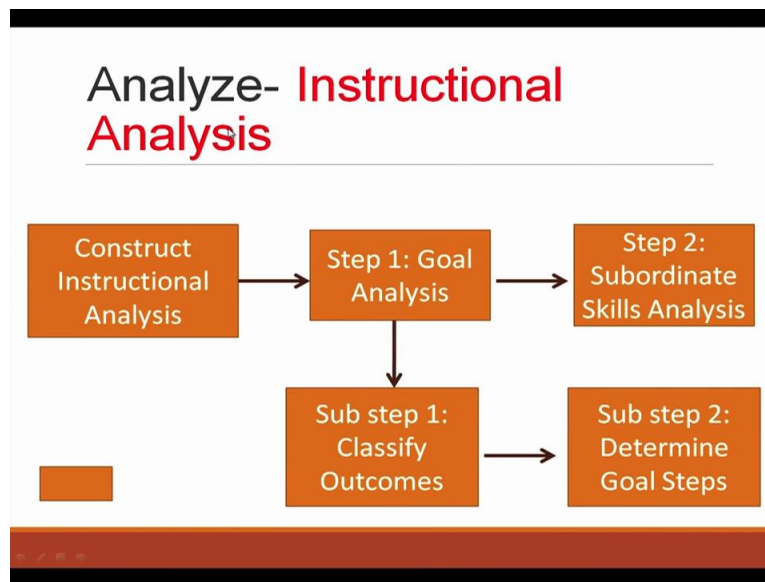 Analyze- Instructional
Analysis
Construct
Instructional
Analysis
Step 1: Goal
Analysis
Step 2:
Subordinate
Skills Analysis
Sub step 1:
Classify
Outcomes
Sub step 2:
Determine
Goal Steps